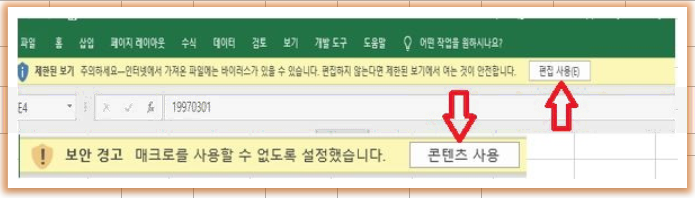 파일 홈 삽입 페이지 레이아웃 수식 데이터 검토 보기 개발 도구 도움말 어떤 작업을 원하시나요?
제한된 보기 주의하세요—인터넷에서 가져온 파일에는 바이러스가 있을 수 있습니다. 편집하지 않는다면 제한된 보기에서 여는 것이 안전합니다. 편집 사용(E)
E4 fx 19970301
보안 경고 매크로를 사용할 수 없도록 설정했습니다. 콘텐츠 사용